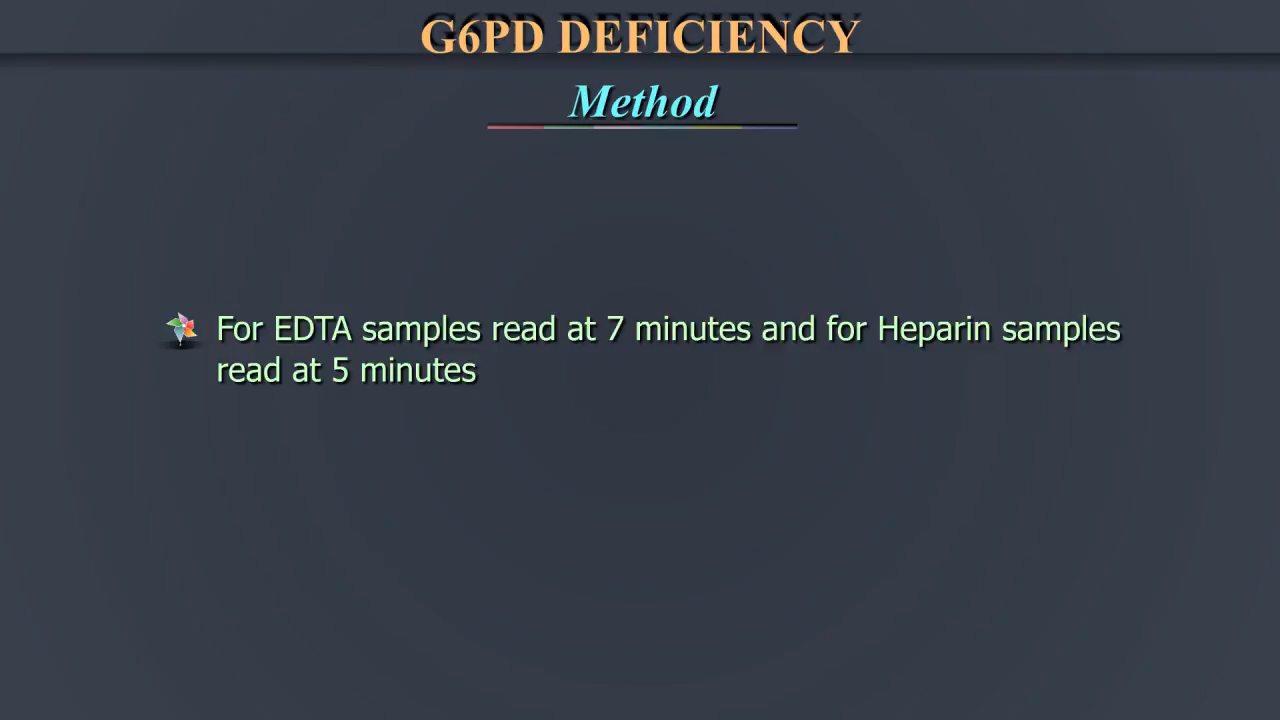 G6PD DEFICIENCY
Method
For EDTA samples read at 7 minutes and for Heparin samples
read at 5 minutes